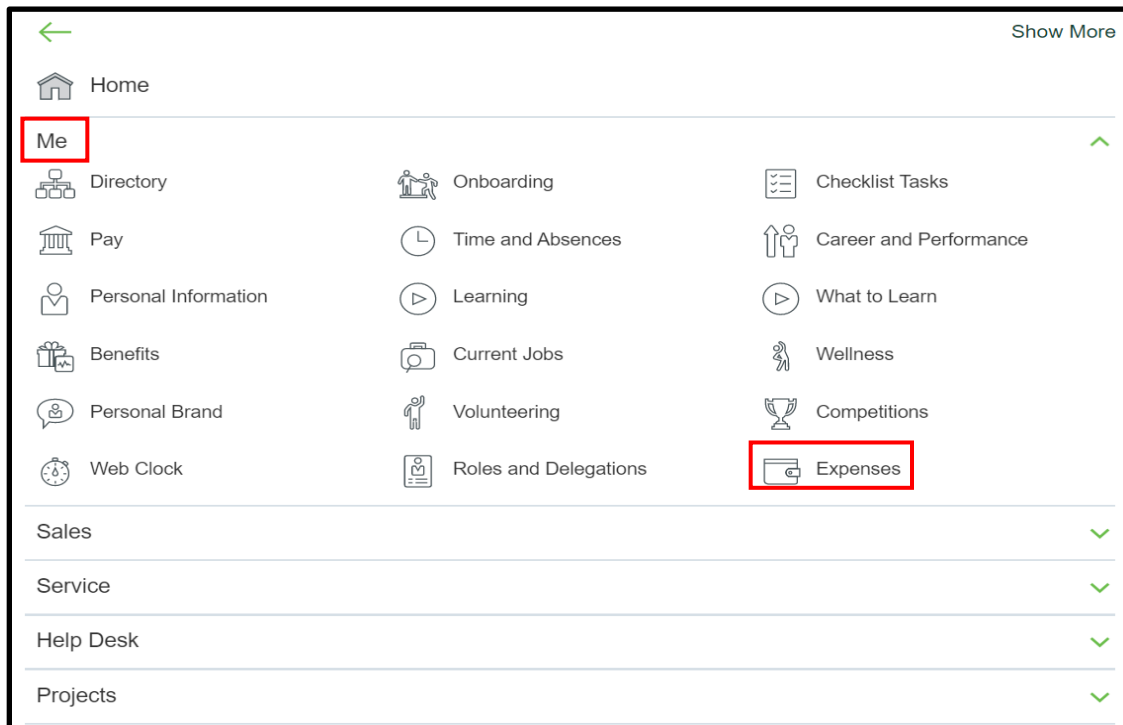 Show More
Home
Me
Directory
Onboarding
Checklist Tasks
Pay
Time and Absences
Career and Performance
Personal Information
Learning
What to Learn
Benefits
Current Jobs
Wellness
Personal Brand
Volunteering
Competitions
Web Clock
Roles and Delegations
Expenses
Sales
Service
Help Desk
Projects